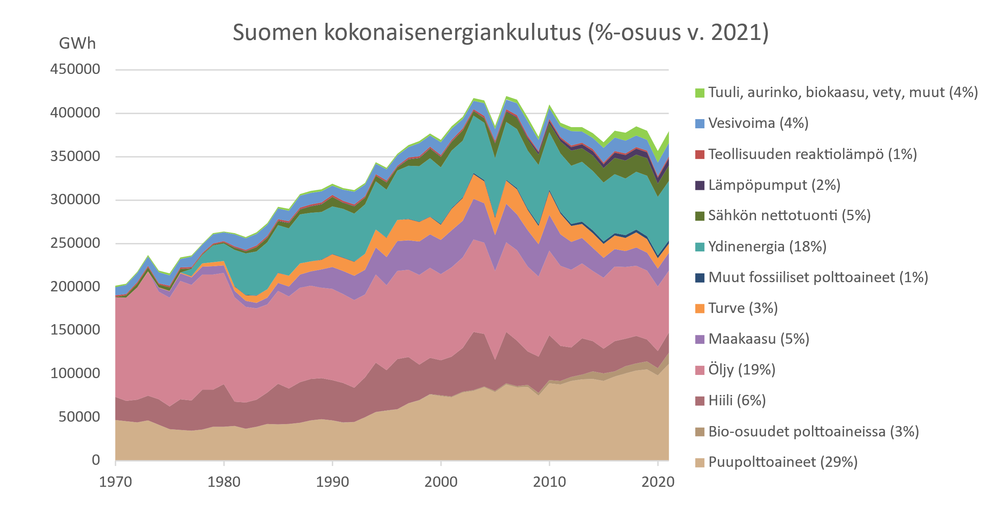 Suomen kokonaisenergiankulutus (%-osuus v. 2021)
GWh
450000
400000
350000
300000
250000
200000
150000
100000
50000
0
1970
1980
1990
2000
2010
2020
Tuuli, aurinko, biokaasu, vety, muut (4%)
Vesivoima (4%)
Teollisuuden reaktiolämpö (1%)
Lämpöpumput (2%)
Sähkön nettotuonti (5%)
Ydinenergia (18%)
Muut fossiiliset polttoaineet (1%)
Turve (3%)
Maakaasu (5%)
Öljy (19%)
Hiili (6%)
Bio-osuudet polttoaineissa (3%)
Puupolttoaineet (29%)